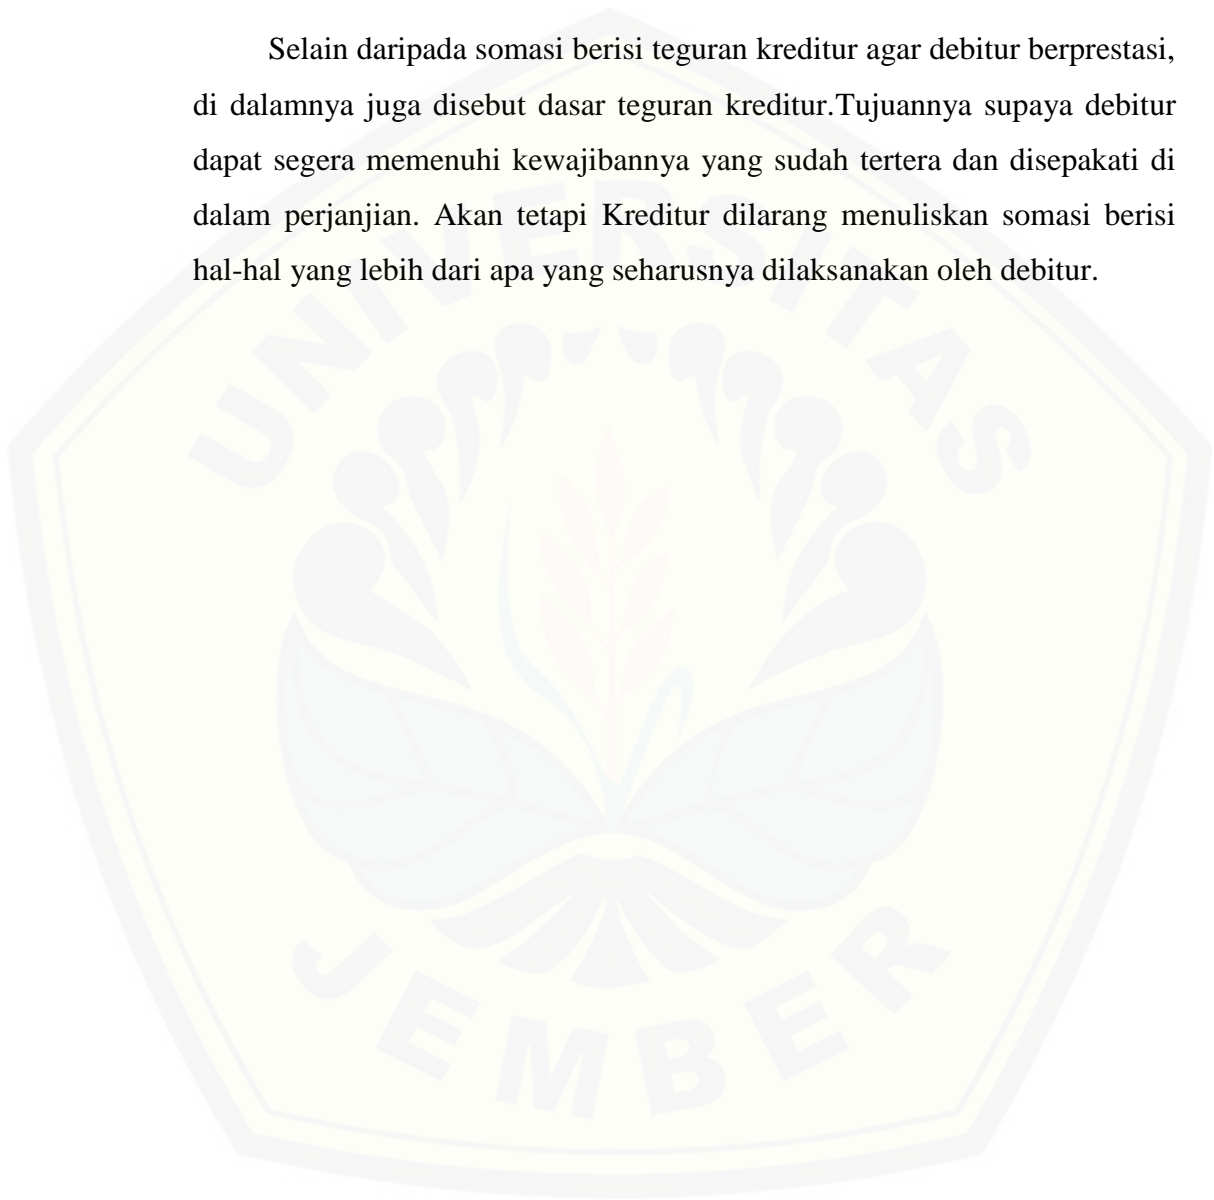 Selain daripada somasi berisi teguran kreditur agar debitur berprestasi,
di dalamnya juga disebut dasar teguran kreditur.Tujuannya supaya debitur
dapat segera memenuhi kewajibannya yang sudah tertera dan disepakati di
dalam perjanjian. Akan tetapi Kreditur dilarang menuliskan somasi berisi
hal-hal yang lebih dari apa yang seharusnya dilaksanakan oleh debitur.
UNIVERSITAS
JEMBER